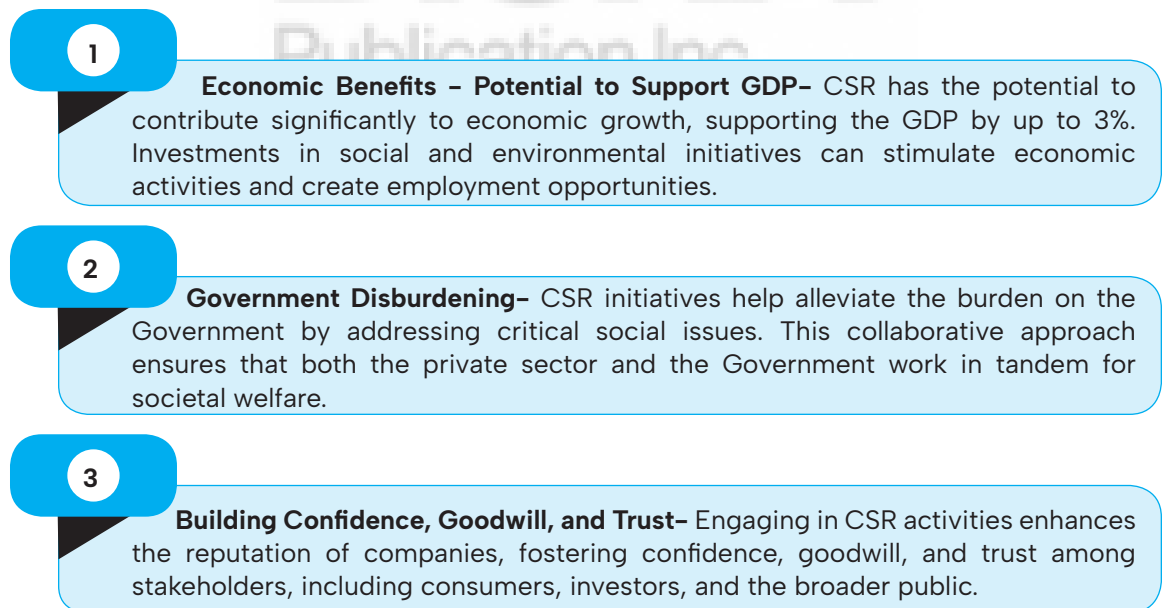 Publication Inc
1
Economic Benefits – Potential to Support GDP– CSR has the potential to
contribute significantly to economic growth, supporting the GDP by up to 3%.
Investments in social and environmental initiatives can stimulate economic
activities and create employment opportunities.
2
Government Disburdening– CSR initiatives help alleviate the burden on the
Government by addressing critical social issues. This collaborative approach
ensures that both the private sector and the Government work in tandem for
societal welfare.
3
Building Confidence, Goodwill, and Trust– Engaging in CSR activities enhances
the reputation of companies, fostering confidence, goodwill, and trust among
stakeholders, including consumers, investors, and the broader public.